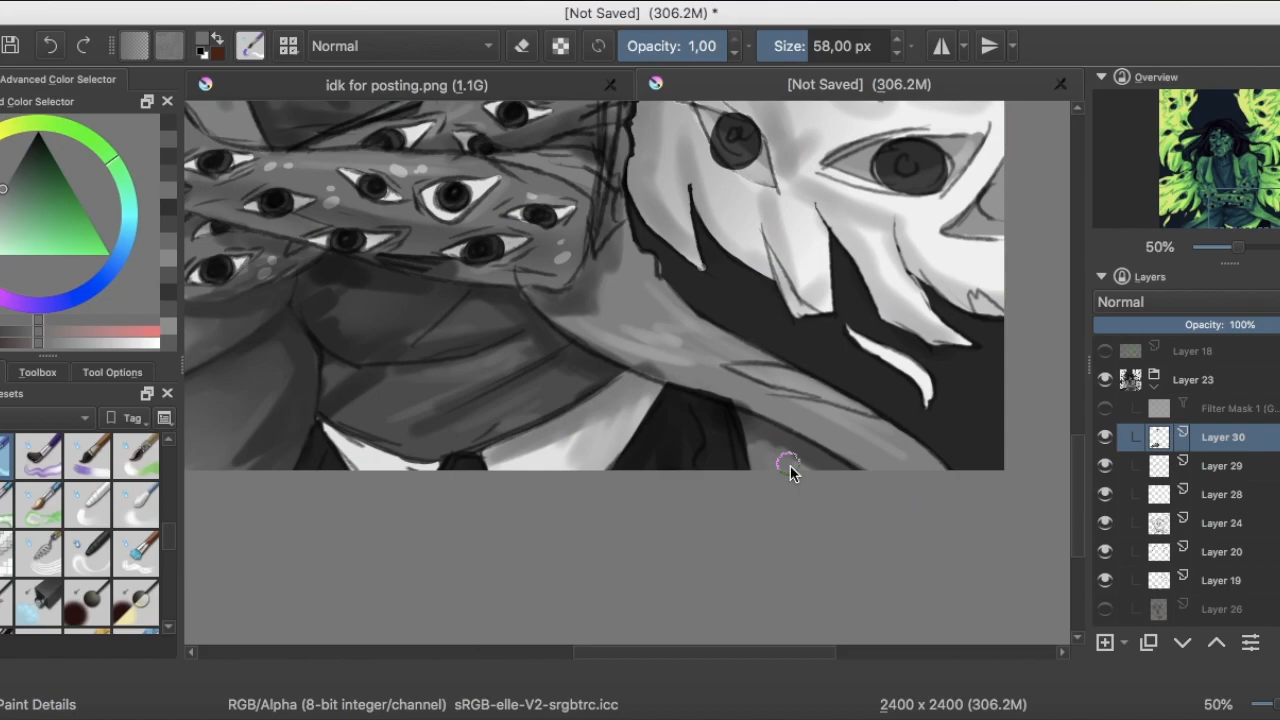 [Not Saved] (306.2M) *
Normal
Opacity: 1,00
Size: 58,00 px
Advanced Color Selector
idk for posting.png (1.1G)
[Not Saved] (306.2M)
Overview
d Color Selector
50%
Layers
Normal
Opacity: 100%
Layer 18
Toolbox
Tool Options
Layer 23
esets
Filter Mask 1 (G...
Tag
Layer 30
Layer 29
Layer 28
Layer 24
Layer 20
Layer 19
Layer 26
Paint Details
RGB/Alpha (8-bit integer/channel) sRGB-elle-V2-srgbtrc.icc
2400 x 2400 (306.2M)
50%